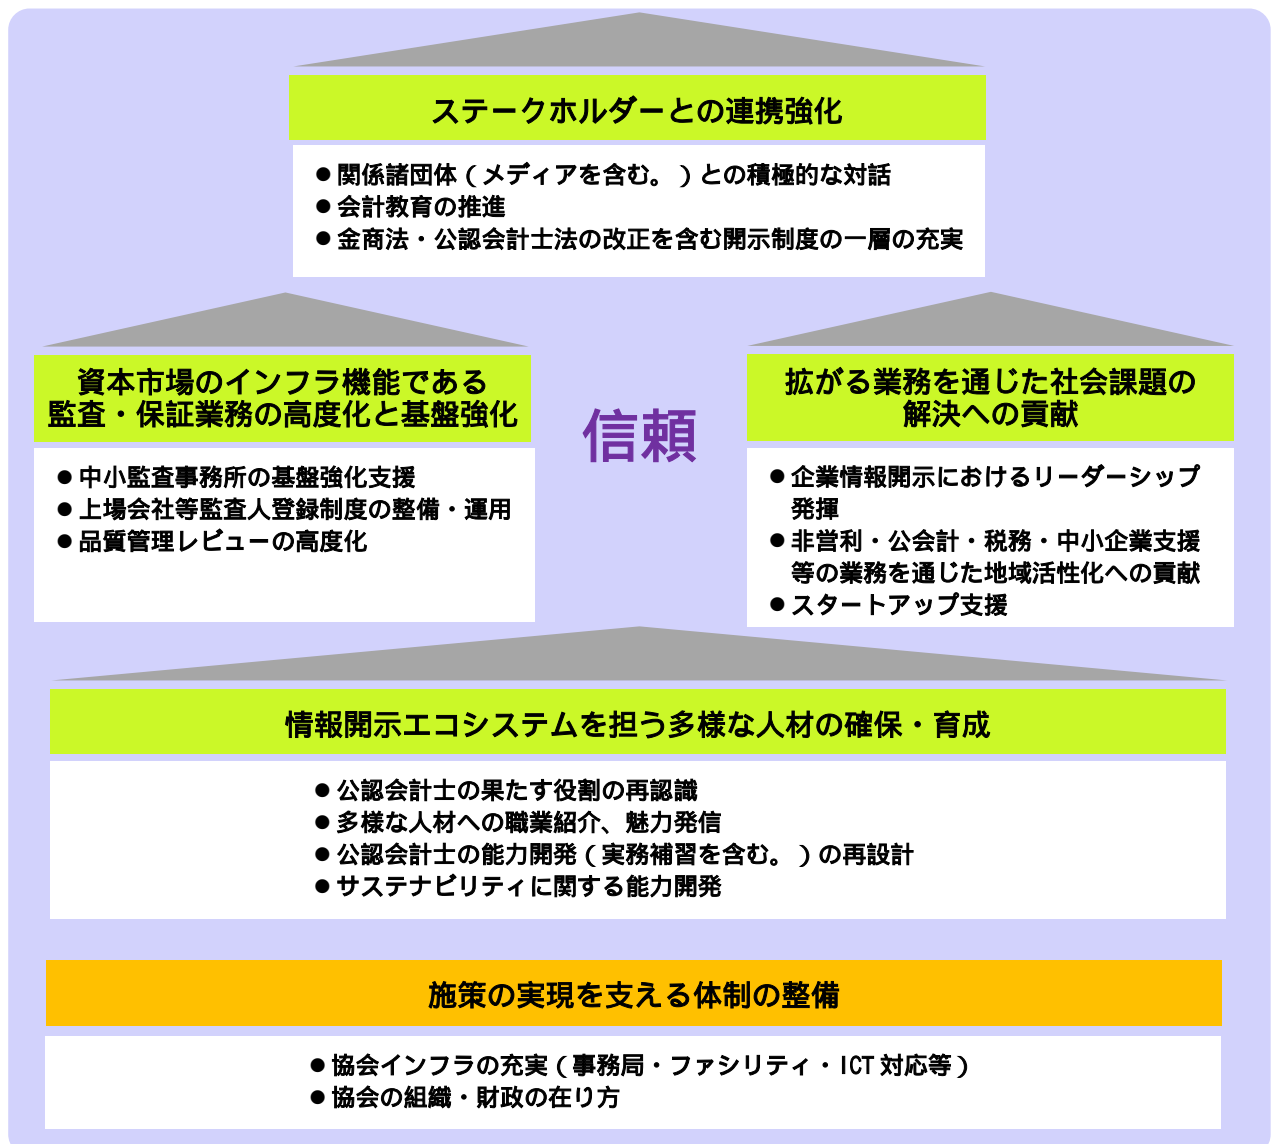 ステークホルダーとの連携強化
●関係諸団体(メディアを含む。)との積極的な対話
●会計教育の推進
●金商法・公認会計士法の改正を含む開示制度の一層の充実
資本市場のインフラ機能である
監査・保証業務の高度化と基盤強化
●中小監査事務所の基盤強化支援
●上場会社等監査人登録制度の整備・運用
●品質管理レビューの高度化
信頼
拡がる業務を通じた社会課題の
解決への貢献
●企業情報開示におけるリーダーシップ
発揮
●非営利・公会計・税務・中小企業支援
等の業務を通じた地域活性化への貢献
●スタートアップ支援
情報開示エコシステムを担う多様な人材の確保・育成
●公認会計士の果たす役割の再認識
●多様な人材への職業紹介、魅力発信
●公認会計士の能力開発(実務補習を含む。)の再設計
●サステナビリティに関する能力開発
施策の実現を支える体制の整備
●協会インフラの充実(事務局・ファシリティ・ICT対応等)
●協会の組織・財政の在り方